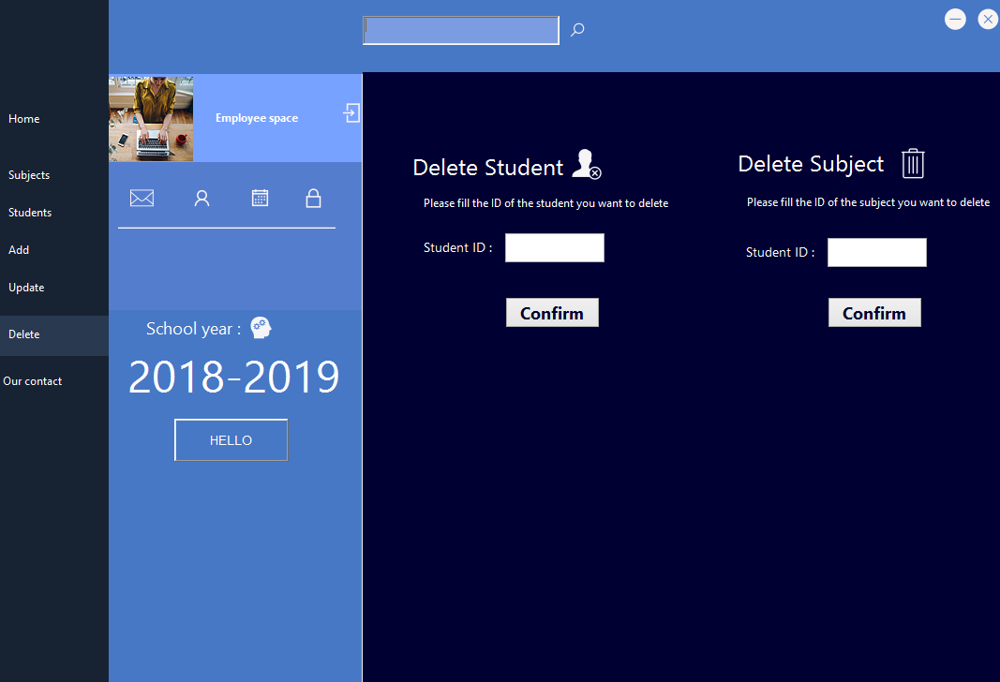 Home
Subjects
Students
Add
Update
Delete
Our contact
Employee space
School year :
2018-2019
HELLO
Delete Student
Please fill the ID of the student you want to delete
Student ID :
Confirm
Delete Subject
Please fill the ID of the subject you want to delete
Student ID :
Confirm